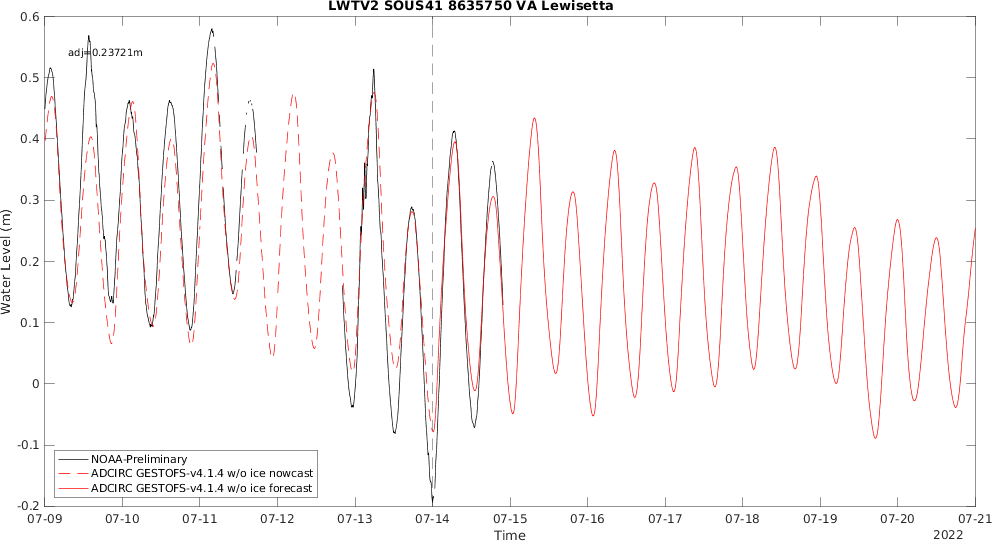 LWTV2 SOUS41 8635750 VA Lewisetta
adj=0.23721m
Water Level (m)
0.6
0.5
0.4
0.3
0.2
0.1
0
-0.1
-0.2
NOAA-Preliminary
ADCIRC GESTOFS-v4.1.4 w/o ice nowcast
ADCIRC GESTOFS-v4.1.4 w/o ice forecast
07-09 07-10 07-11 07-12 07-13 07-14 07-15 07-16 07-17 07-18 07-19 07-20 07-21
Time
2022